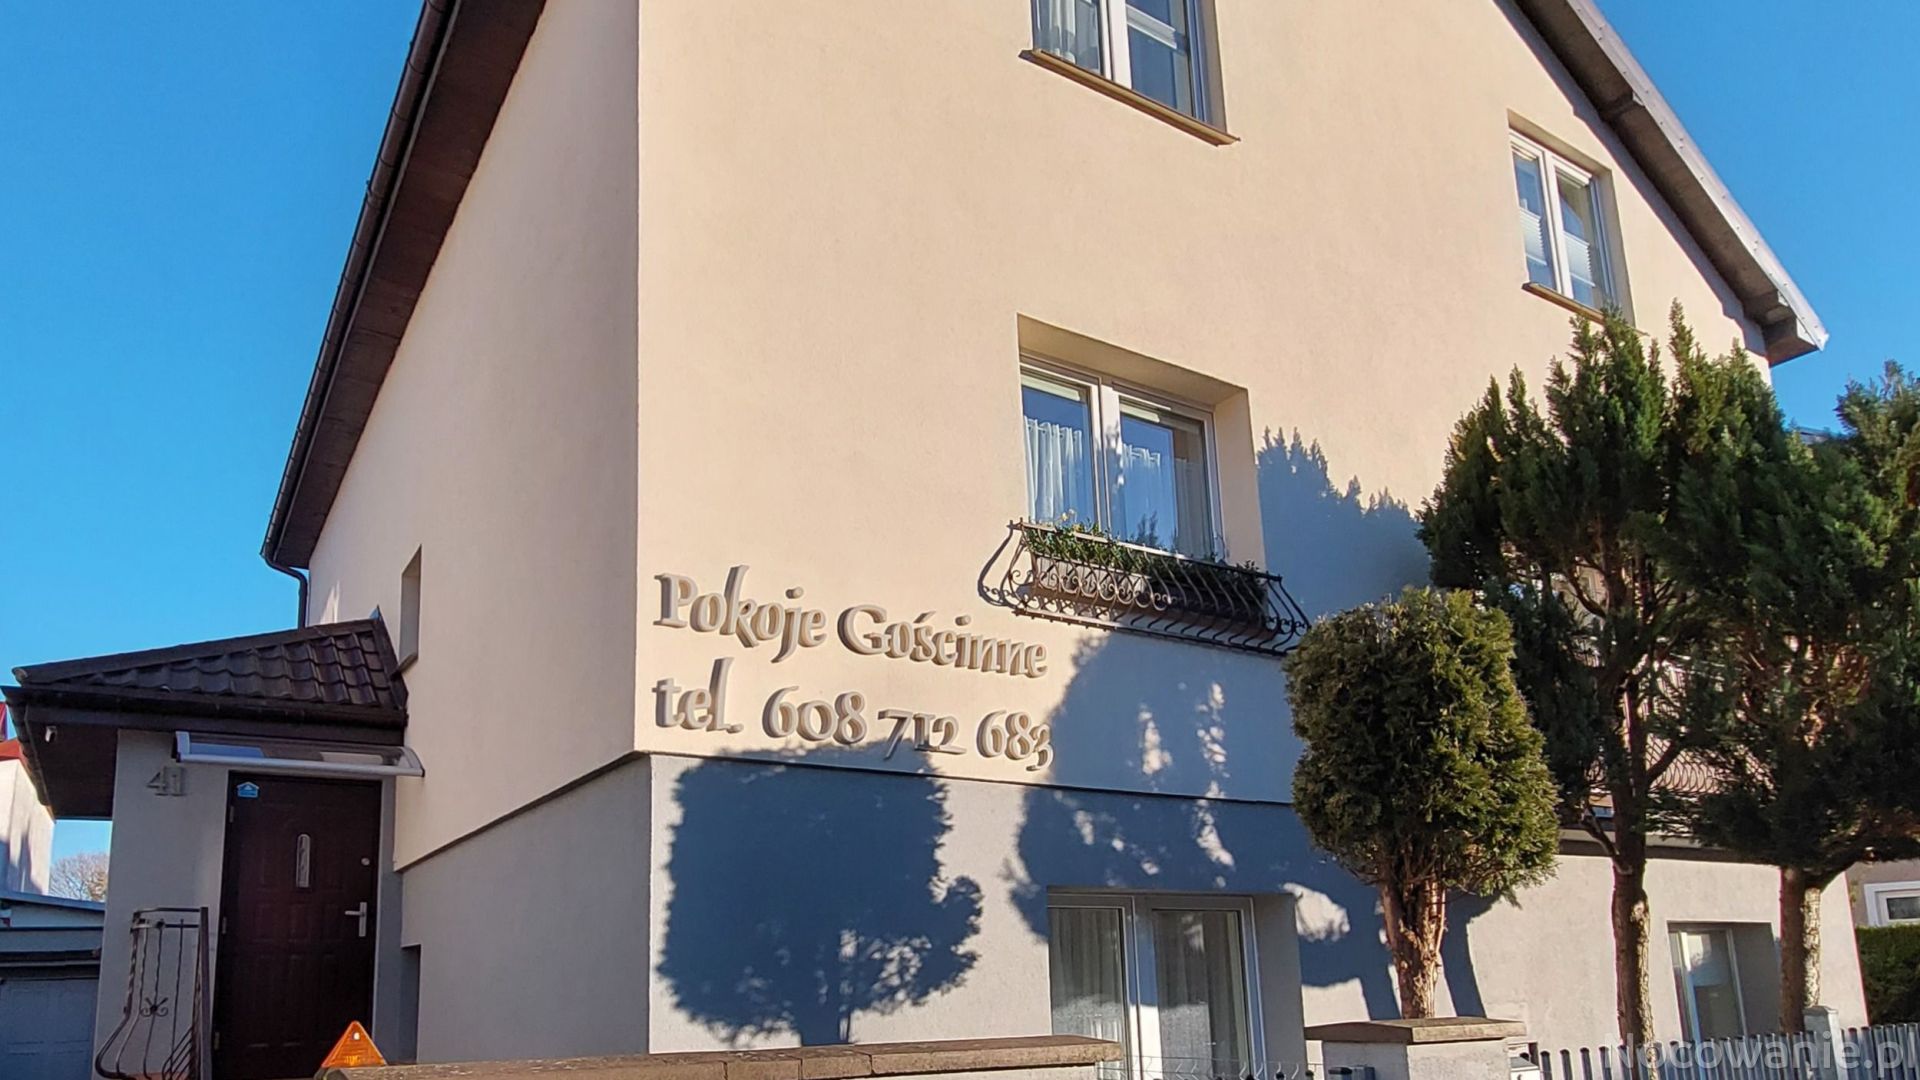 Pokoje Gościnne
tel. 608 712 683
41
Nocowanie.pl